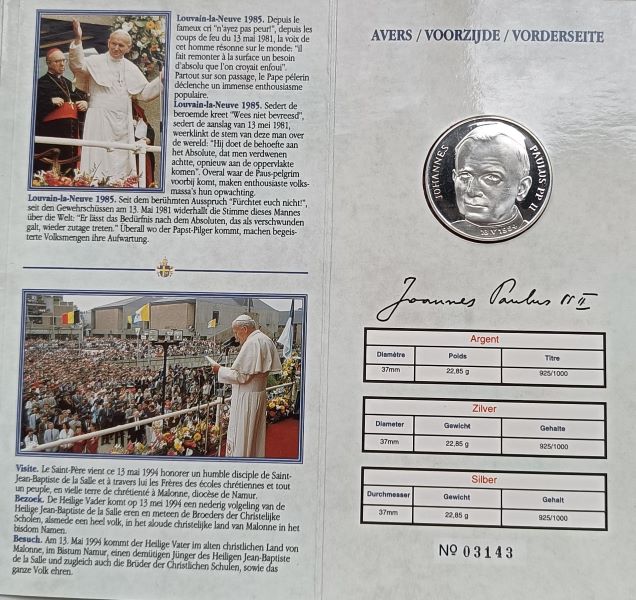 Louvain-la-Neuve 1985. Depuis le
fameux cri "n'ayez pas peur!", depuis les
coups de feu du 13 mai 1981, la voix de
cet homme résonne sur le monde: "il
fait remonter à la surface un besoin
d'absolu que l'on croyait enfoui".
Partout sur son passage, le Pape pélerin
déclenche un immense enthousiasme
populaire.
Louvain-la-Neuve 1985. Sedert de
beroemde kreet "Wees niet bevreesd",
sedert de aanslag van 13 mei 1981,
weerklinkt de stem van deze man over
de wereld: "Hij doet de behoefte aan
het Absolute, dat men verdwenen
achtte, opnieuw aan de oppervlakte
komen". Overal waar de Paus-pelgrim
voorbij komt, maken enthousiaste volks-
massa's hun opwachting.
Louvain-la-Neuve 1985. Seit dem berühmten Ausspruch "Fürchtet euch nicht!",
seit den Gewehrschüssen am 13. Mai 1981 widerhallt die Stimme dieses Mannes
über die Welt: "Er lässt das Bedürfnis nach dem Absoluten, das als verschwunden
galt, wieder zutage treten." Überall wo der Papst-Pilger kommt, machen begeis-
terte Volksmengen ihre Aufwartung.
Visite. Le Saint-Père vient ce 13 mai 1994 honorer un humble disciple de Saint-
Jean-Baptiste de la Salle et à travers lui les Frères des écoles chrétiennes et tout
un peuple, en vielle terre de chrétienté à Malonne, diocèse de Namur.
Bezoek. De Heilige Vader komt op 13 mei 1994 een nederig volgeling van de
Heilige Jean-Baptiste de la Salle eren en meteen de Broeders der Christelijke
Scholen, alsmede een heel volk, in het aloude christelijke land van Malonne in het
bisdom Namen.
Besuch. Am 13. Mai 1994 kommt der Heilige Vater im alten christlichen Land von
Malonne, im Bistum Namur, einen demütigen Jünger des Heiligen Jean-Baptiste
de la Salle und zugleich auch die Brüder der Christlichen Schulen, sowie das
ganze Volk ehren.
AVERS / VOORZIJDE / VORDERSEITE
JOHANNES PAULUS PP II
13 V 1994
Joannes Paulus PP II
Argent
Diamètre Poids Titre
37mm 22,85 g 925/1000
Zilver
Diameter Gewicht Gehalte
37mm 22,85 g 925/1000
Silber
Durchmesser Gewicht Gehalt
37mm 22,85 g 925/1000
Nº 03143